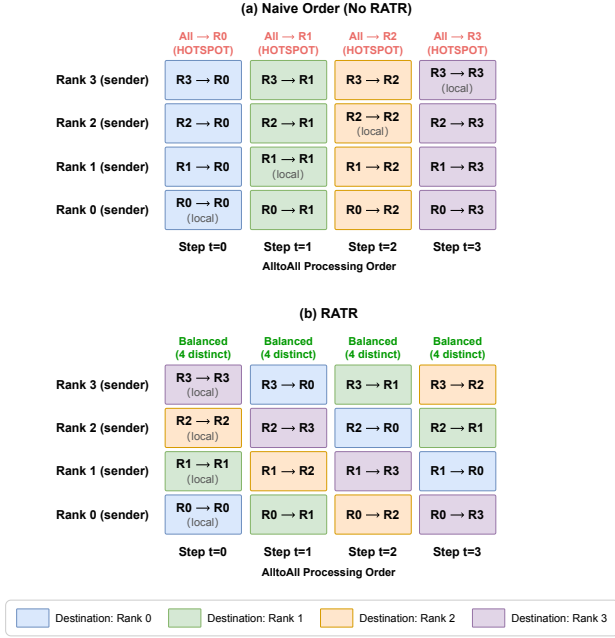 (a) Naive Order (No RATR)
All → R0 All → R1 All → R2 All → R3
(HOTSPOT) (HOTSPOT) (HOTSPOT) (HOTSPOT)
Rank 3 (sender) R3 → R0 R3 → R1 R3 → R2 R3 → R3
(local)
Rank 2 (sender) R2 → R0 R2 → R1 R2 → R2 R2 → R3
(local)
Rank 1 (sender) R1 → R0 R1 → R1 R1 → R2 R1 → R3
(local)
Rank 0 (sender) R0 → R0 R0 → R1 R0 → R2 R0 → R3
(local)
Step t=0 Step t=1 Step t=2 Step t=3
AlltoAll Processing Order
(b) RATR
Balanced Balanced Balanced Balanced
(4 distinct) (4 distinct) (4 distinct) (4 distinct)
Rank 3 (sender) R3 → R3 R3 → R0 R3 → R1 R3 → R2
(local)
Rank 2 (sender) R2 → R2 R2 → R3 R2 → R0 R2 → R1
(local)
Rank 1 (sender) R1 → R1 R1 → R2 R1 → R3 R1 → R0
(local)
Rank 0 (sender) R0 → R0 R0 → R1 R0 → R2 R0 → R3
(local)
Step t=0 Step t=1 Step t=2 Step t=3
AlltoAll Processing Order
Destination: Rank 0 Destination: Rank 1 Destination: Rank 2 Destination: Rank 3